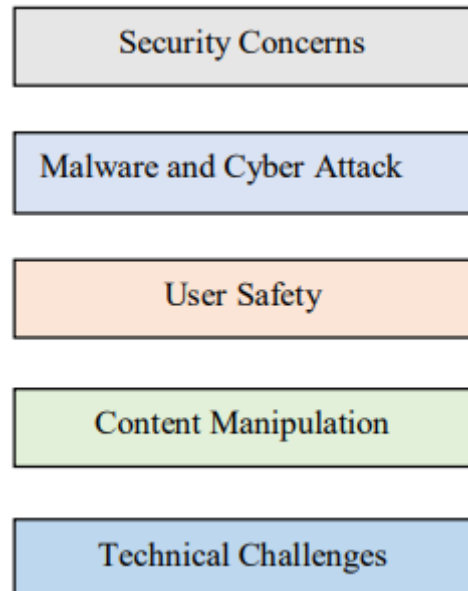 Security Concerns
Malware and Cyber Attack
User Safety
Content Manipulation
Technical Challenges